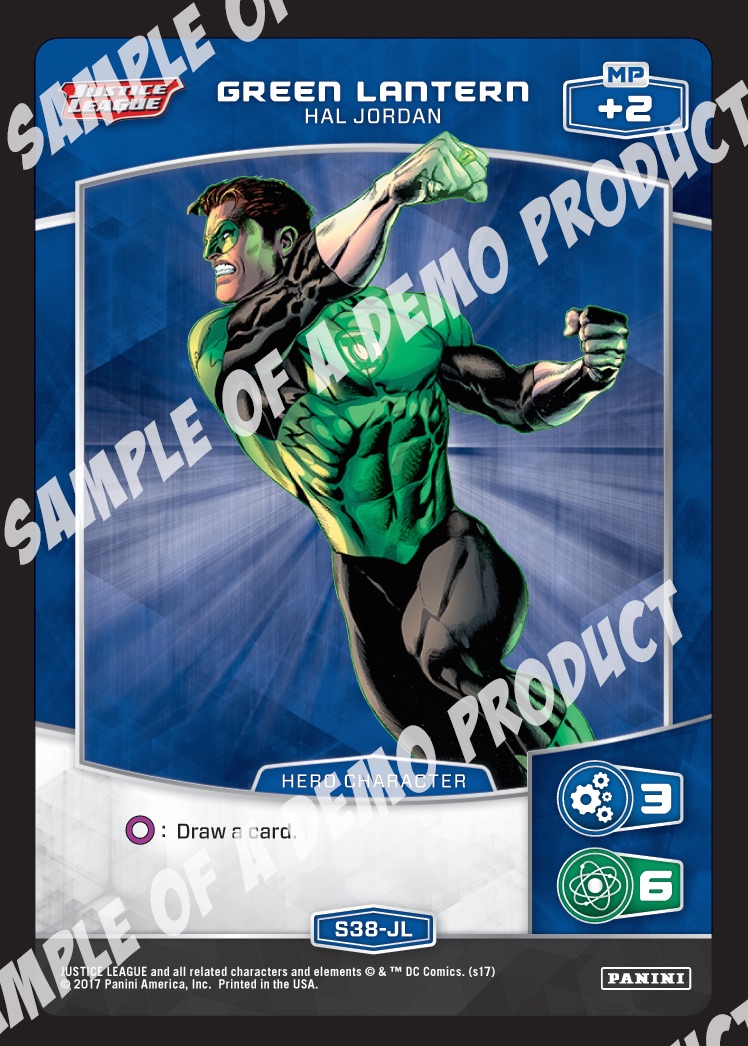 SAMPLE OF
JUSTICE
LEAGUE
GREEN LANTERN
HAL JORDAN
MP
+2
SAMPLE OF A DEMO PRODUCT
HERO CHARACTER
3
: Draw a card.
6
SAMPLE OF A DEMO PRODUCT
S38-JL
JUSTICE LEAGUE and all related characters and elements © & ™ DC Comics. (s17)
© 2017 Panini America, Inc. Printed in the USA.
PANINI